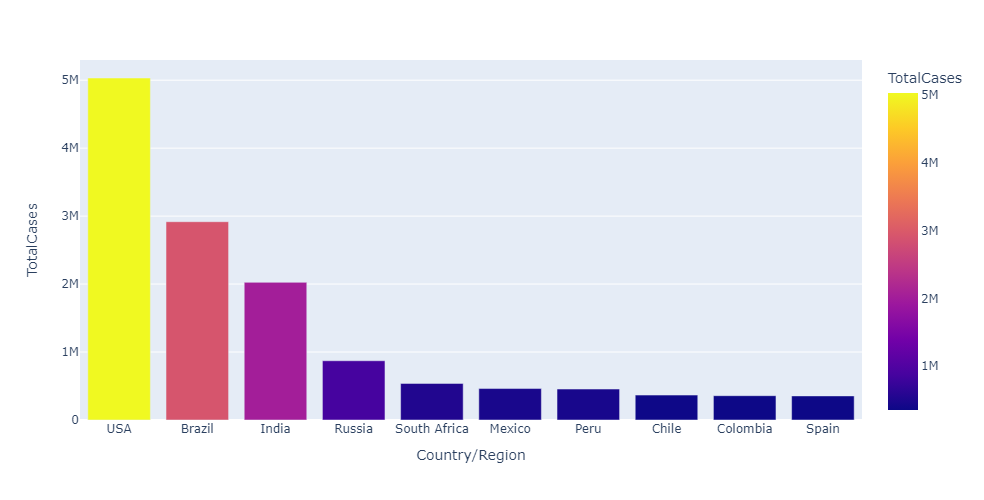 TotalCases
5M
4M
3M
2M
1M
0
USA Brazil India Russia South Africa Mexico Peru Chile Colombia Spain
Country/Region
TotalCases
5M
4M
3M
2M
1M